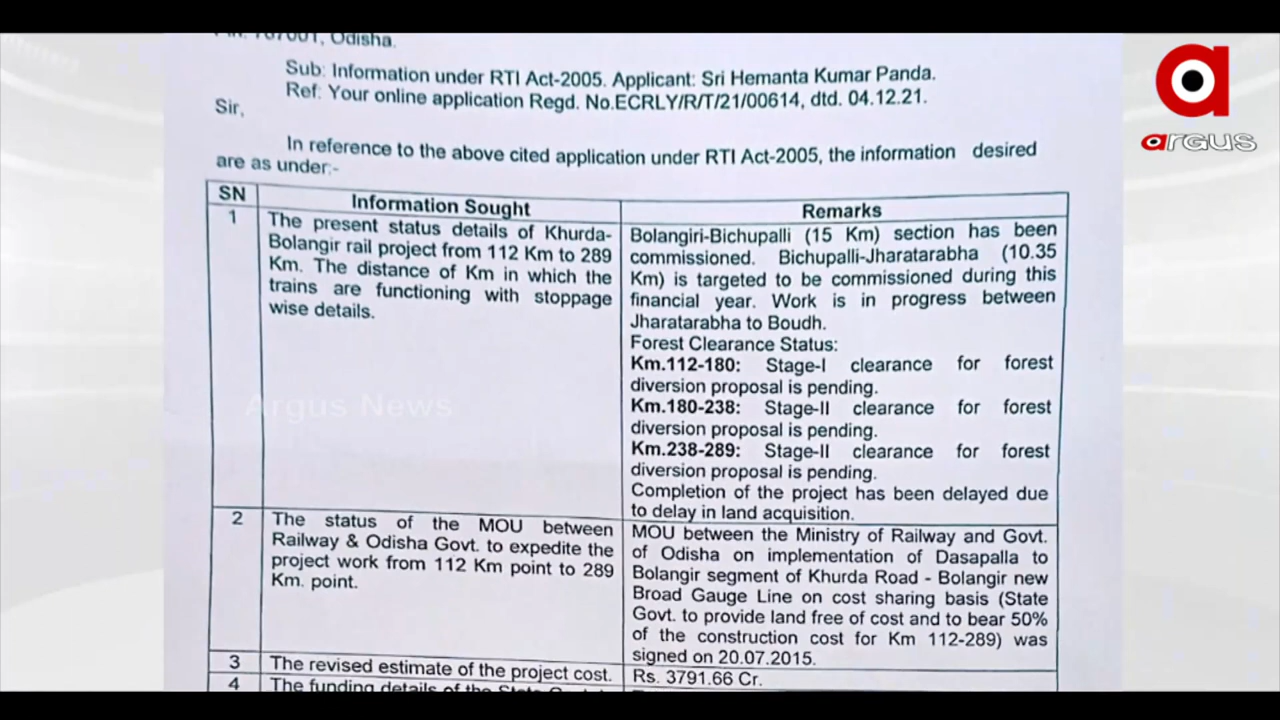 767001, Odisha.
Sub: Information under RTI Act-2005. Applicant: Sri Hemanta Kumar Panda.
Ref: Your online application Regd. No.ECRLY/R/T/21/00614, dtd. 04.12.21.
Sir,
In reference to the above cited application under RTI Act-2005, the information desired
are as under:-
SN
Information Sought
Remarks
1
The present status details of Khurda-
Bolangir rail project from 112 Km to 289
Km. The distance of Km in which the
trains are functioning with stoppage
wise details.
Bolangiri-Bichupalli (15 Km) section has been
commissioned. Bichupalli-Jharatarabha (10.35
Km) is targeted to be commissioned during this
financial year. Work is in progress between
Jharatarabha to Boudh.
Forest Clearance Status:
Km.112-180: Stage-I clearance for forest
diversion proposal is pending.
Km.180-238: Stage-II clearance for forest
diversion proposal is pending.
Km.238-289: Stage-II clearance for forest
diversion proposal is pending.
Completion of the project has been delayed due
to delay in land acquisition.
2
The status of the MOU between
Railway & Odisha Govt. to expedite the
project work from 112 Km point to 289
Km. point.
MOU between the Ministry of Railway and Govt.
of Odisha on implementation of Dasapalla to
Bolangir segment of Khurda Road - Bolangir new
Broad Gauge Line on cost sharing basis (State
Govt. to provide land free of cost and to bear 50%
of the construction cost for Km 112-289) was
signed on 20.07.2015.
3
The revised estimate of the project cost.
Rs. 3791.66 Cr.
4
The funding details of the State
Argus News
argus